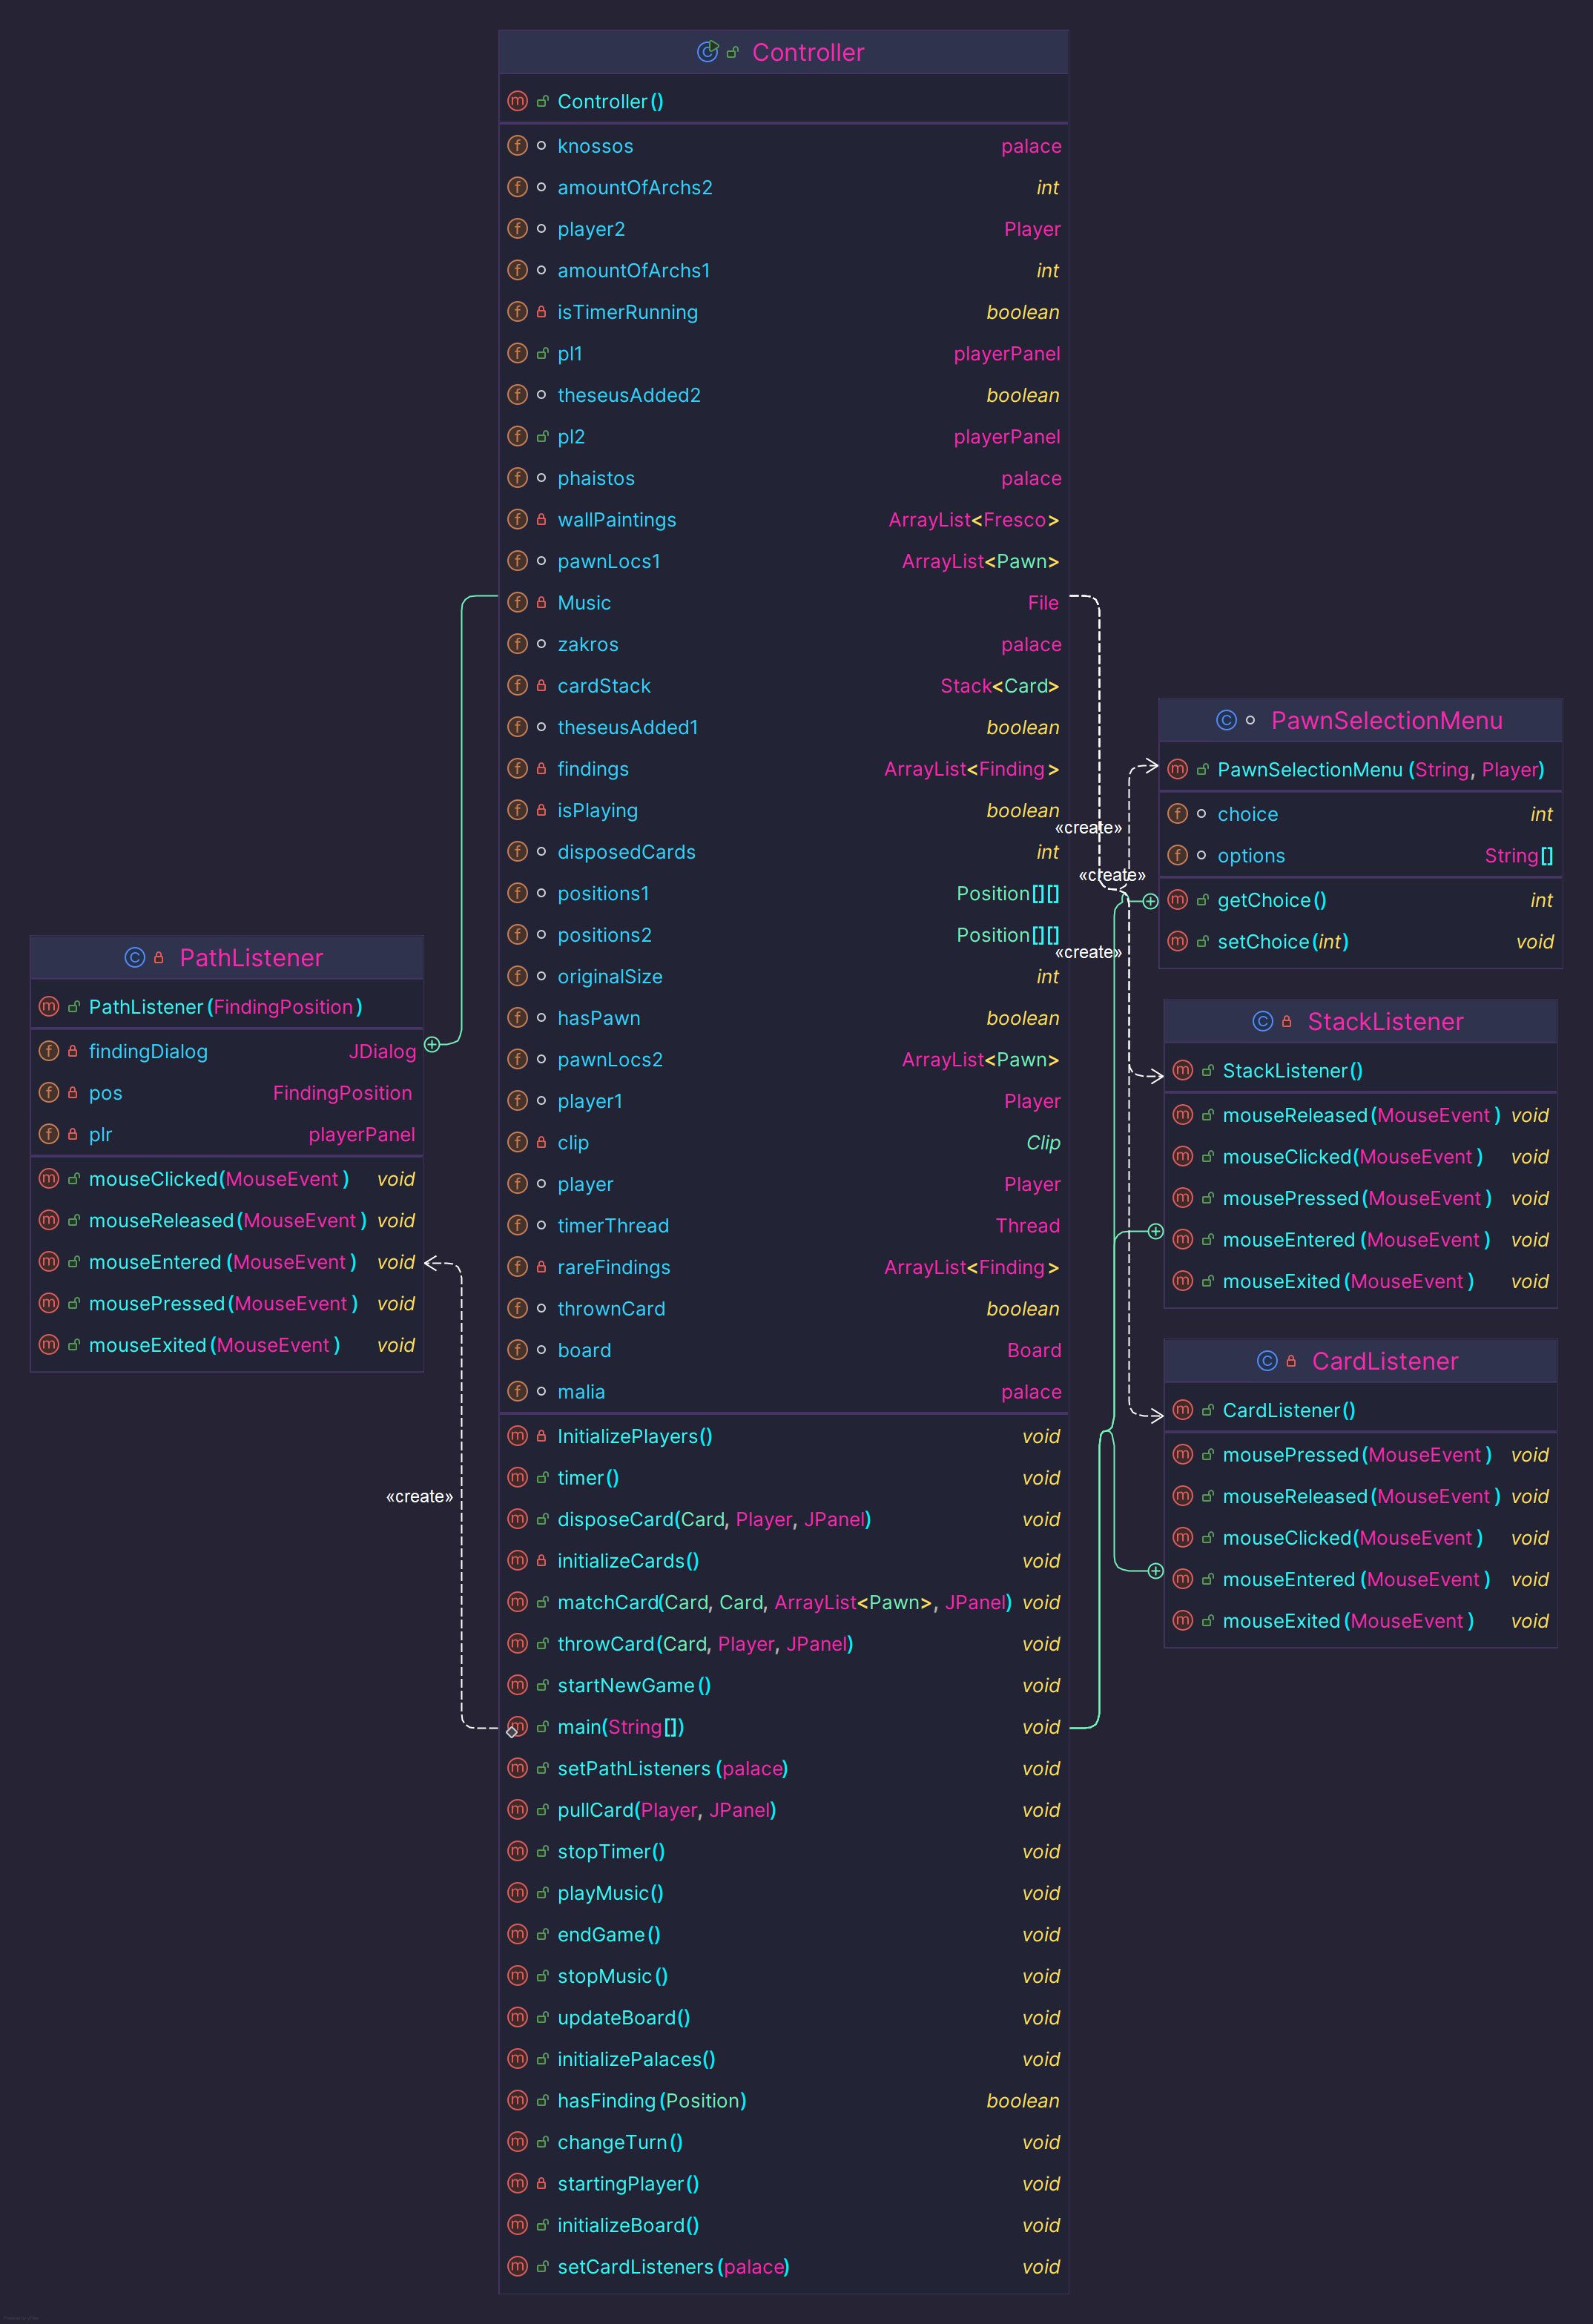 Controller
Controller()
knossos palace
amountOfArchs2 int
player2 Player
amountOfArchs1 int
isTimerRunning boolean
pl1 playerPanel
theseusAdded2 boolean
pl2 playerPanel
phaistos palace
wallPaintings ArrayList<Fresco>
pawnLocs1 ArrayList<Pawn>
Music File
zakros palace
cardStack Stack<Card>
theseusAdded1 boolean
findings ArrayList<Finding>
isPlaying boolean
disposedCards int
positions1 Position[][]
positions2 Position[][]
originalSize int
hasPawn boolean
pawnLocs2 ArrayList<Pawn>
player1 Player
clip Clip
player Player
timerThread Thread
rareFindings ArrayList<Finding>
thrownCard boolean
board Board
malia palace
InitializePlayers() void
timer() void
disposeCard(Card, Player, JPanel) void
initializeCards() void
matchCard(Card, Card, ArrayList<Pawn>, JPanel) void
throwCard(Card, Player, JPanel) void
startNewGame() void
main(String[]) void
setPathListeners(palace) void
pullCard(Player, JPanel) void
stopTimer() void
playMusic() void
endGame() void
stopMusic() void
updateBoard() void
initializePalaces() void
hasFinding(Position) boolean
changeTurn() void
startingPlayer() void
initializeBoard() void
setCardListeners(palace) void
PathListener
PathListener(FindingPosition)
findingDialog JDialog
pos FindingPosition
plr playerPanel
mouseClicked(MouseEvent) void
mouseReleased(MouseEvent) void
mouseEntered(MouseEvent) void
mousePressed(MouseEvent) void
mouseExited(MouseEvent) void
«create»
«create»
«create»
«create»
PawnSelectionMenu
PawnSelectionMenu(String, Player)
choice int
options String[]
getChoice() int
setChoice(int) void
StackListener
StackListener()
mouseReleased(MouseEvent) void
mouseClicked(MouseEvent) void
mousePressed(MouseEvent) void
mouseEntered(MouseEvent) void
mouseExited(MouseEvent) void
CardListener
CardListener()
mousePressed(MouseEvent) void
mouseReleased(MouseEvent) void
mouseClicked(MouseEvent) void
mouseEntered(MouseEvent) void
mouseExited(MouseEvent) void